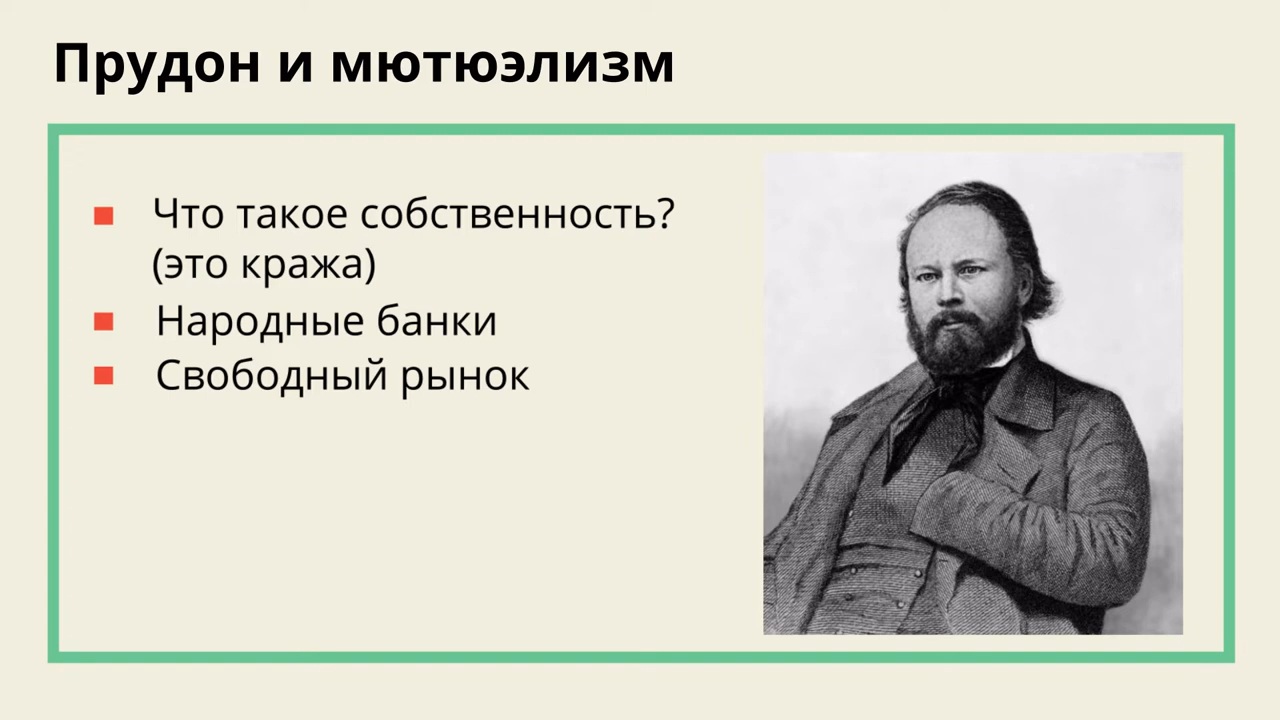 Прудон и мютюэлизм
Что такое собственность?
(это кража)
Народные банки
Свободный рынок